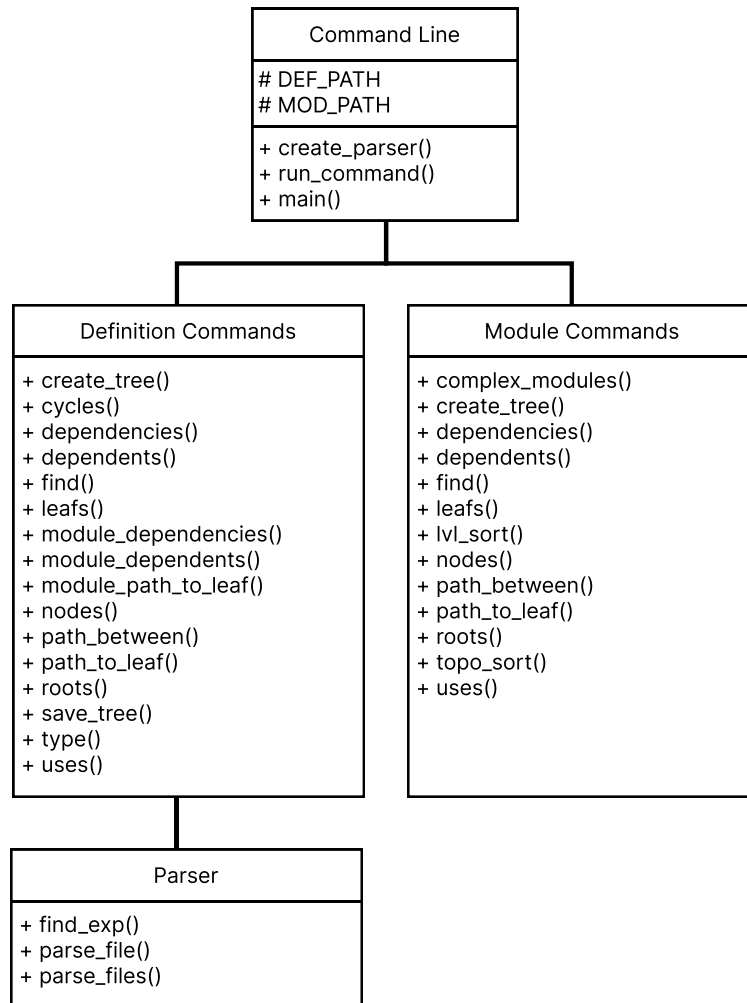 Command Line
# DEF_PATH
# MOD_PATH
+ create_parser()
+ run_command()
+ main()
Definition Commands
+ create_tree()
+ cycles()
+ dependencies()
+ dependents()
+ find()
+ leafs()
+ module_dependencies()
+ module_dependents()
+ module_path_to_leaf()
+ nodes()
+ path_between()
+ path_to_leaf()
+ roots()
+ save_tree()
+ type()
+ uses()
Module Commands
+ complex_modules()
+ create_tree()
+ dependencies()
+ dependents()
+ find()
+ leafs()
+ lvl_sort()
+ nodes()
+ path_between()
+ path_to_leaf()
+ roots()
+ topo_sort()
+ uses()
Parser
+ find_exp()
+ parse_file()
+ parse_files()